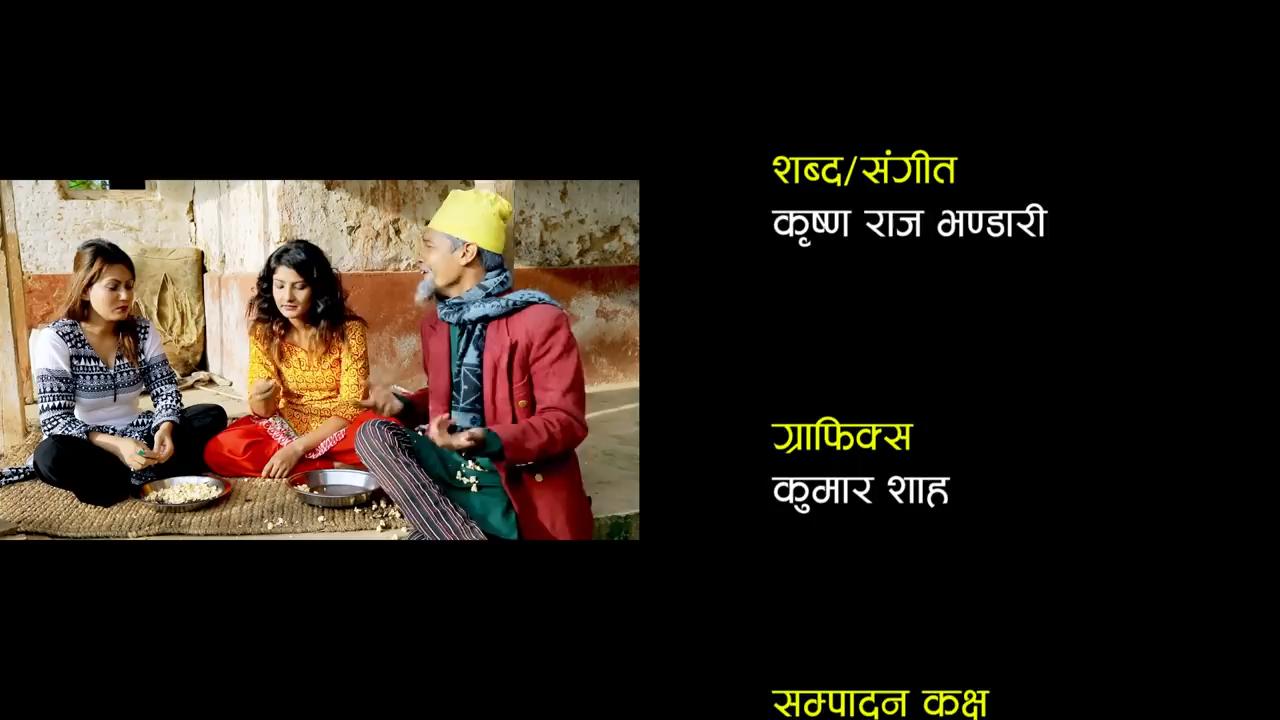 शब्द/संगीत
कृष्ण राज भण्डारी
ग्राफिक्स
कुमार शाह
सम्पादन कक्ष